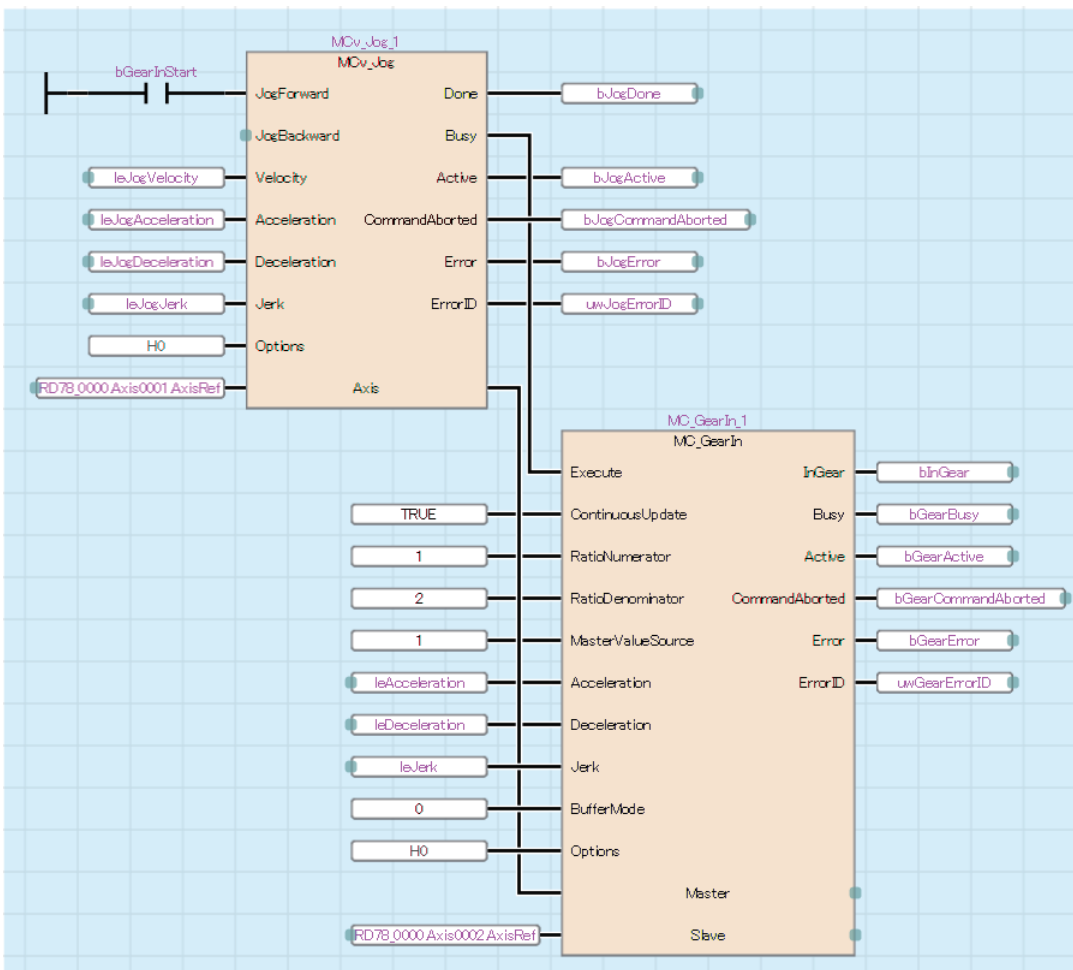 MCv_Jog_1
MCv_Jog
bGearInStart
JogForward Done bJogDone
JogBackward Busy
leJogVelocity Velocity Active bJogActive
leJogAcceleration Acceleration CommandAborted bJogCommandAborted
leJogDeceleration Deceleration Error bJogError
leJogJerk Jerk ErrorID uwJogErrorID
H0 Options
RD78_0000.Axis0001.AxisRef Axis
MC_GearIn_1
MC_GearIn
Execute InGear bInGear
TRUE ContinuousUpdate Busy bGearBusy
1 RatioNumerator Active bGearActive
2 RatioDenominator CommandAborted bGearCommandAborted
1 MasterValueSource Error bGearError
leAcceleration Acceleration ErrorID uwGearErrorID
leDeceleration Deceleration
leJerk Jerk
0 BufferMode
H0 Options
Master
RD78_0000.Axis0002.AxisRef Slave